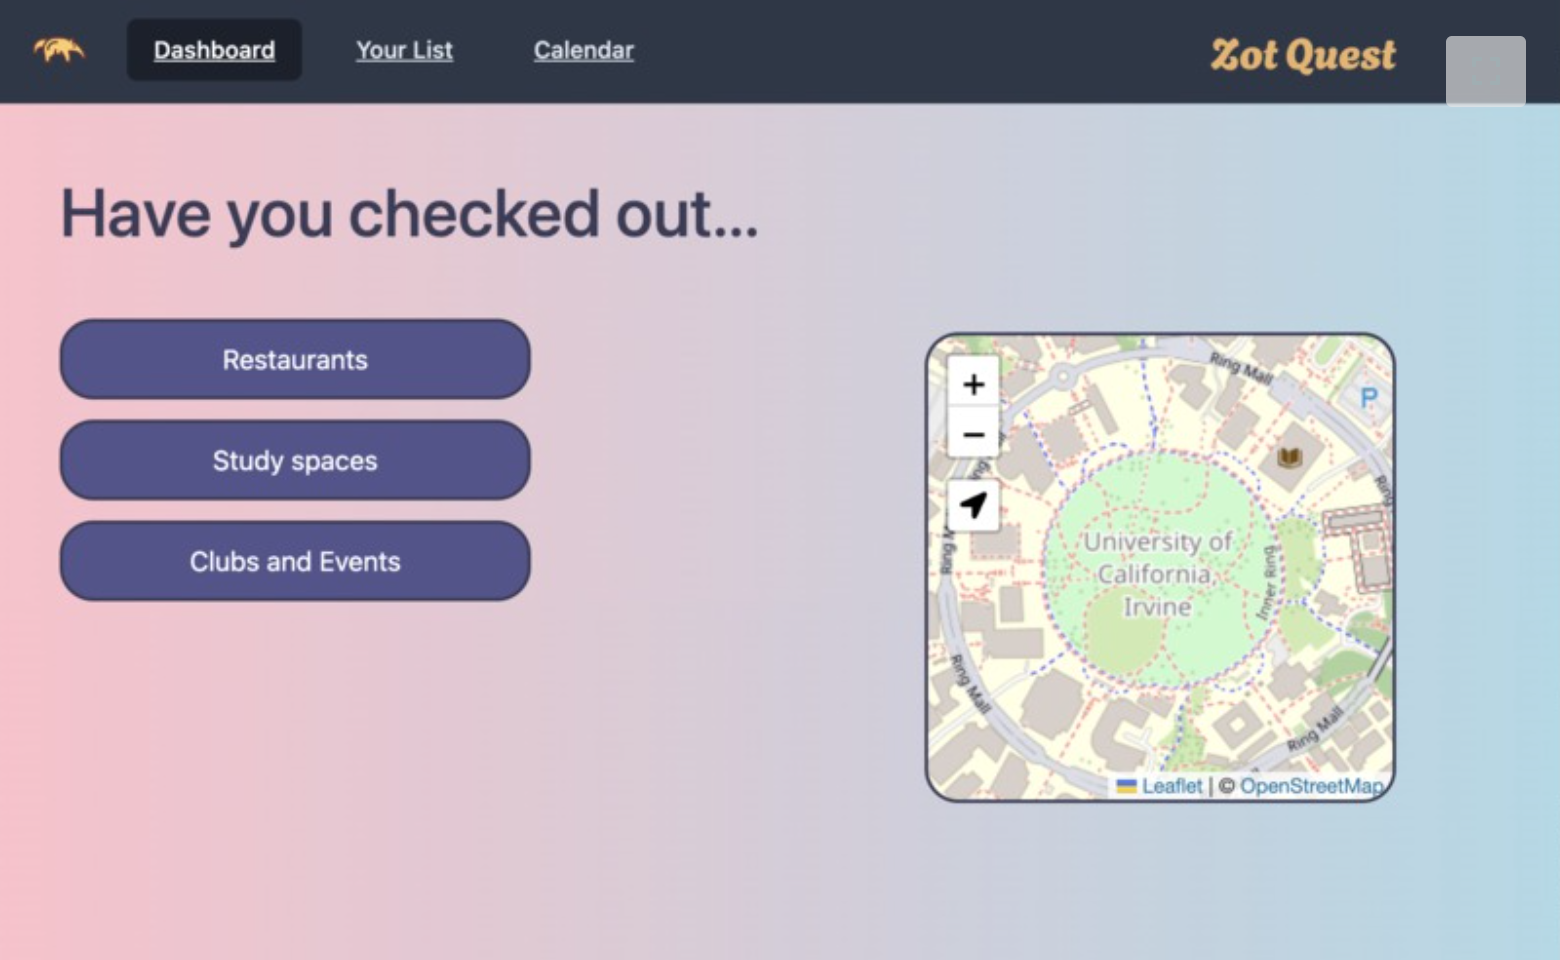 Dashboard
Your List
Calendar
Zot Quest
Have you checked out...
Restaurants
Study spaces
Clubs and Events
+
−
Ring Mall
P
Ring
University of
California,
Irvine
Inner Ring
Ring Mall
Ring Mall
Leaflet | © OpenStreetMap